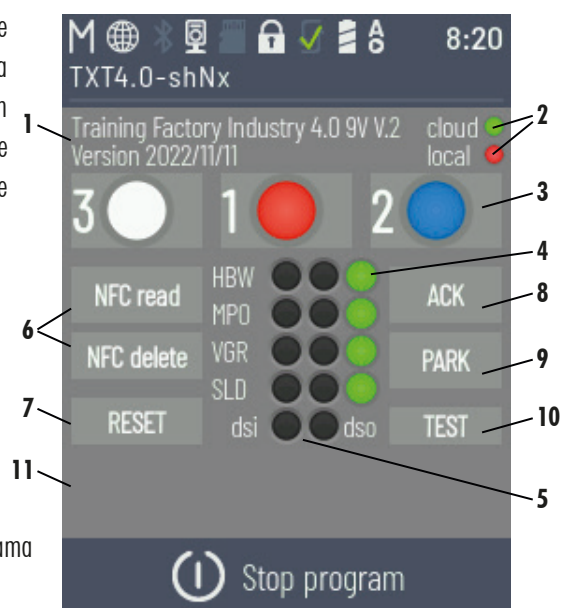 e
a
n
e
e
M 8:20
TXT4.0-shNx
1
Training Factory Industry 4.0 9V V.2 cloud
Version 2022/11/11 local
2
3 1 2
3
4
HBW
NFC read ACK
8
MPO
6
NFC delete VGR PARK
9
SLD
7
RESET dsi dso TEST
10
11
5
ama
Stop program